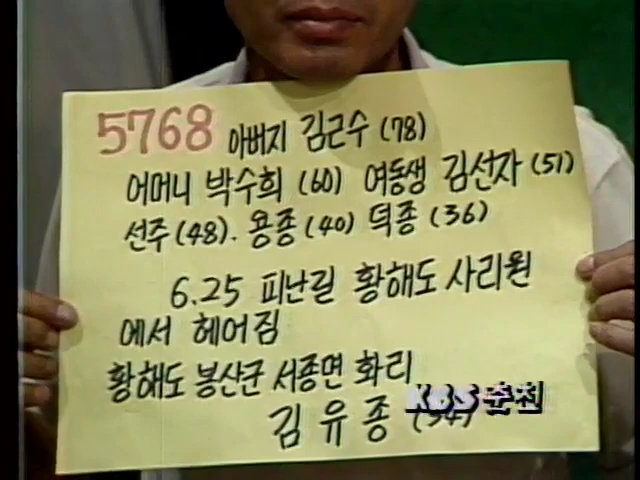 5768 아버지 김근수 (78)
어머니 박수희 (60) 여동생 김선자 (51)
선주 (48). 용종 (40) 덕종 (36)
6.25 피난길 황해도 사리원
에서 헤어짐
황해도 봉산군 서종면 화리
김유종 (54)
KBS 춘천